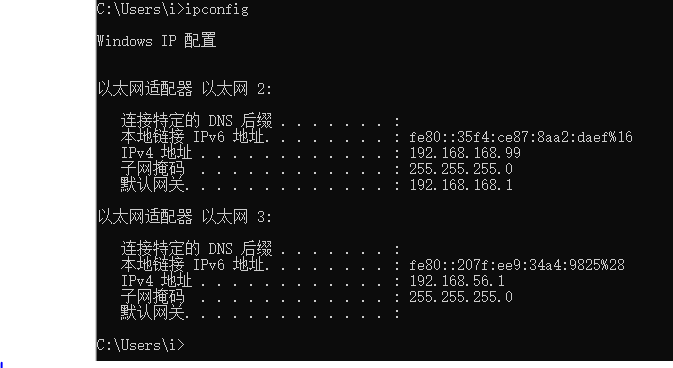 C:\Users\i>ipconfig
Windows IP 配置
以太网适配器 以太网 2:
连接特定的 DNS 后缀 . . . . . . . :
本地链接 IPv6 地址. . . . . . . . : fe80::35f4:ce87:8aa2:daef%16
IPv4 地址 . . . . . . . . . . . . : 192.168.168.99
子网掩码  . . . . . . . . . . . . : 255.255.255.0
默认网关. . . . . . . . . . . . . : 192.168.168.1
以太网适配器 以太网 3:
连接特定的 DNS 后缀 . . . . . . . :
本地链接 IPv6 地址. . . . . . . . : fe80::207f:ee9:34a4:9825%28
IPv4 地址 . . . . . . . . . . . . : 192.168.56.1
子网掩码  . . . . . . . . . . . . : 255.255.255.0
默认网关. . . . . . . . . . . . . :
C:\Users\i>